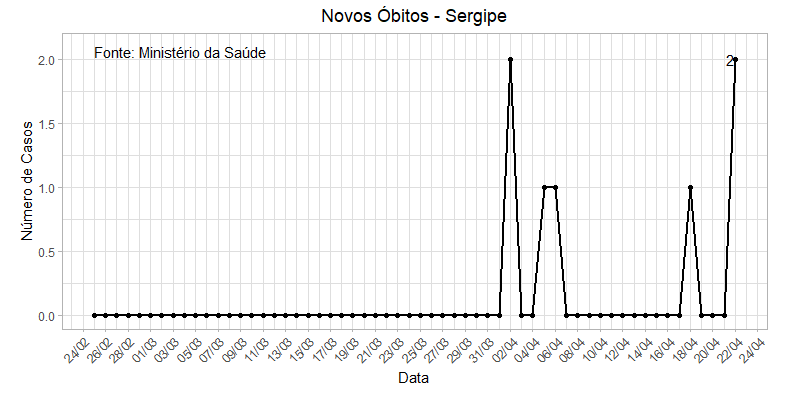 Novos Óbitos - Sergipe
Fonte: Ministério da Saúde
2
2.0
1.5
1.0
0.5
0.0
Número de Casos
24/02 26/02 28/02 01/03 03/03 05/03 07/03 09/03 11/03 13/03 15/03 17/03 19/03 21/03 23/03 25/03 27/03 29/03 31/03 02/04 04/04 06/04 08/04 10/04 12/04 14/04 16/04 18/04 20/04 22/04 24/04
Data